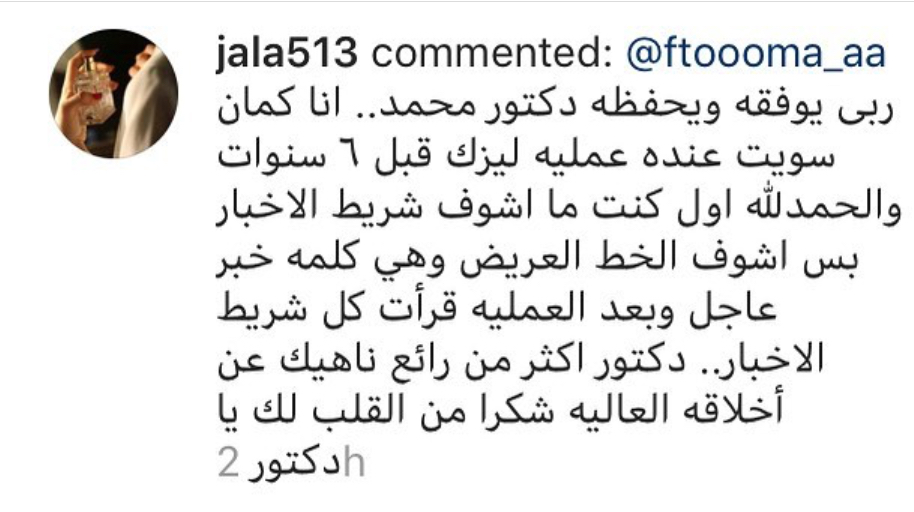 jala513 commented: @ftoooma_aa
ربى يوفقه ويحفظه دكتور محمد.. انا كمان
سويت عنده عمليه ليزك قبل ٦ سنوات
والحمدلله اول كنت ما اشوف شريط الاخبار
بس اشوف الخط العريض وهي كلمه خبر
عاجل وبعد العمليه قرأت كل شريط
الاخبار.. دكتور اكثر من رائع ناهيك عن
أخلاقه العاليه شكرا من القلب لك يا
دكتور 2h